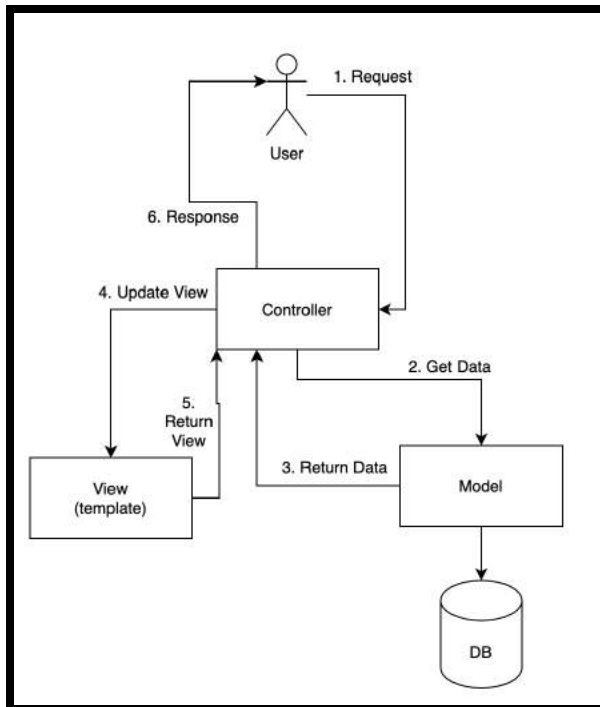 1. Request
User
6. Response
4. Update View
Controller
2. Get Data
5.
Return
View
3. Return Data
View
(template)
Model
DB